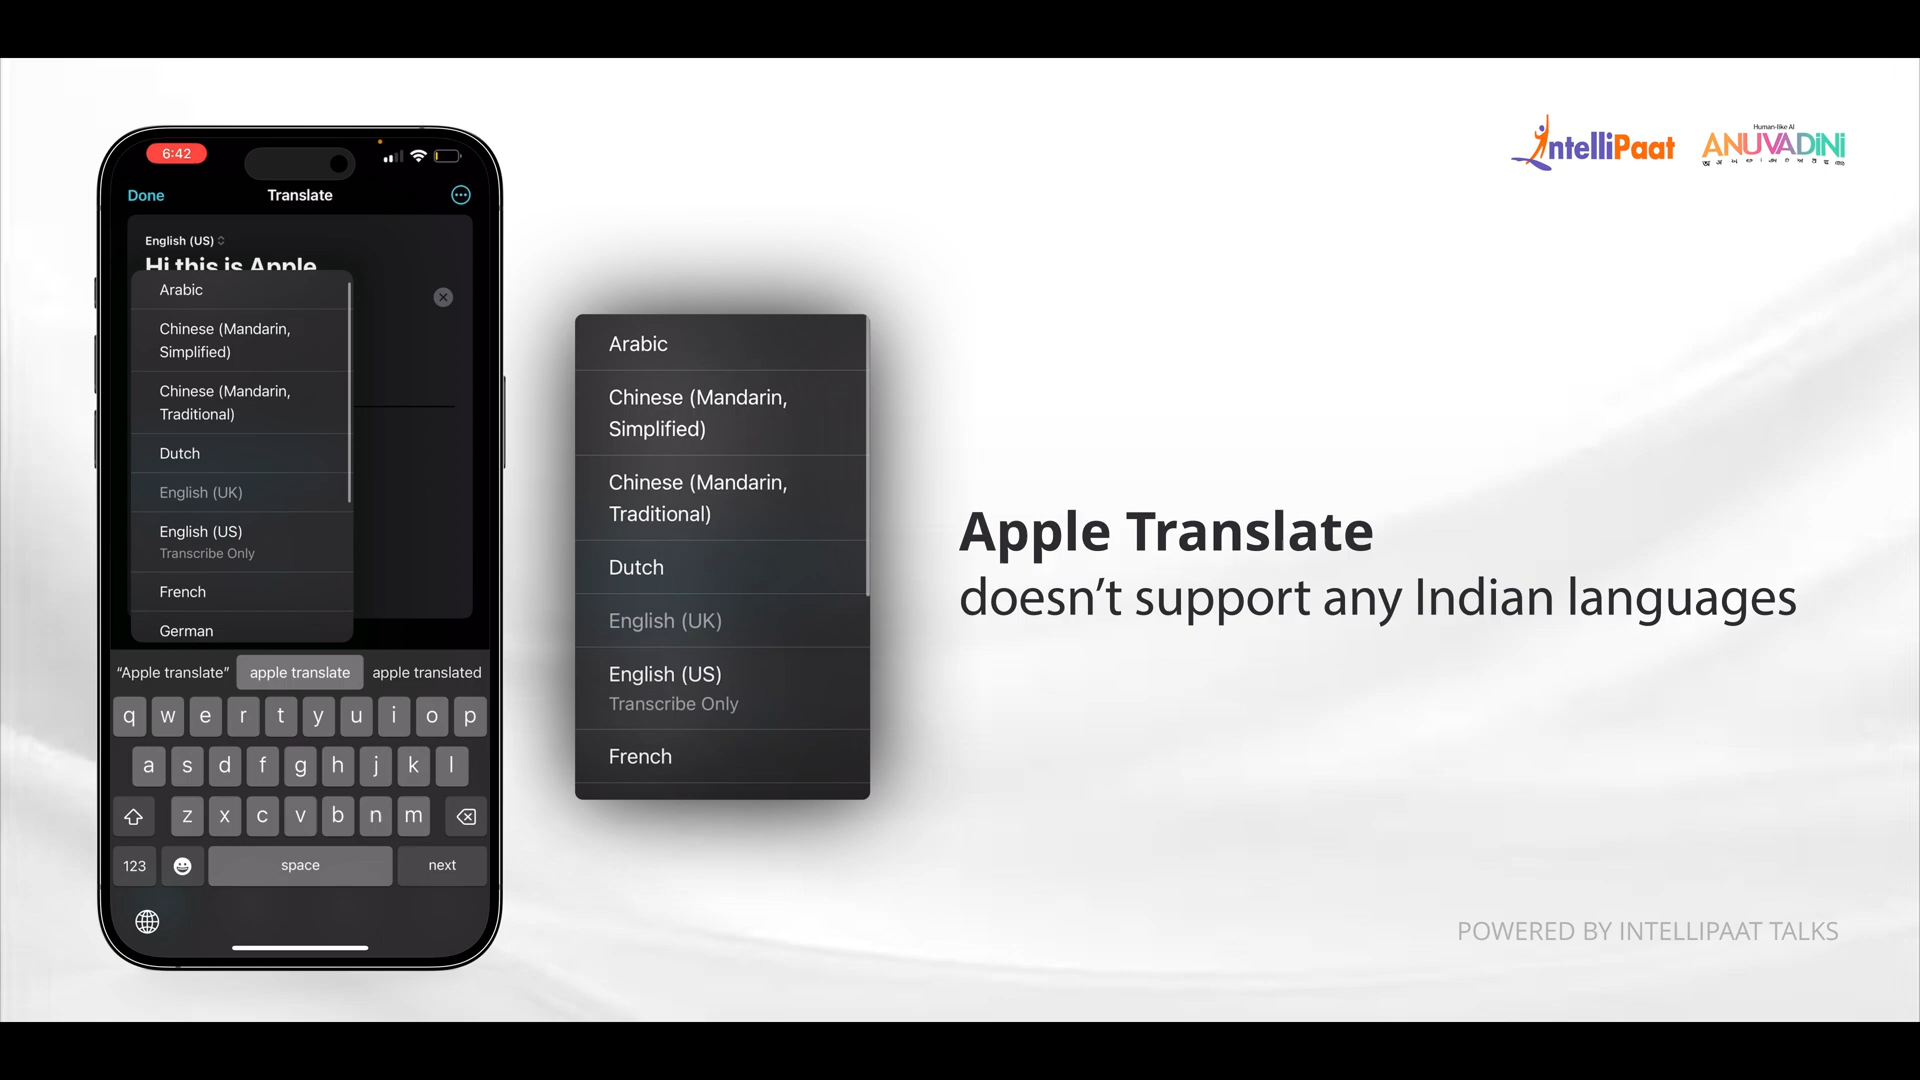 6:42
Done
Translate
English (US)
Hi this is Apple
Arabic
Chinese (Mandarin,
Simplified)
Chinese (Mandarin,
Traditional)
Dutch
English (UK)
English (US)
Transcribe Only
French
German
“Apple translate”
apple translate
apple translated
q w e r t y u i o p
a s d f g h j k l
z x c v b n m
123
space
next
Arabic
Chinese (Mandarin,
Simplified)
Chinese (Mandarin,
Traditional)
Dutch
English (UK)
English (US)
Transcribe Only
French
IntelliPaat
Human-like AI
ANUVADiNi
Apple Translate
doesn’t support any Indian languages
POWERED BY INTELLIPAAT TALKS